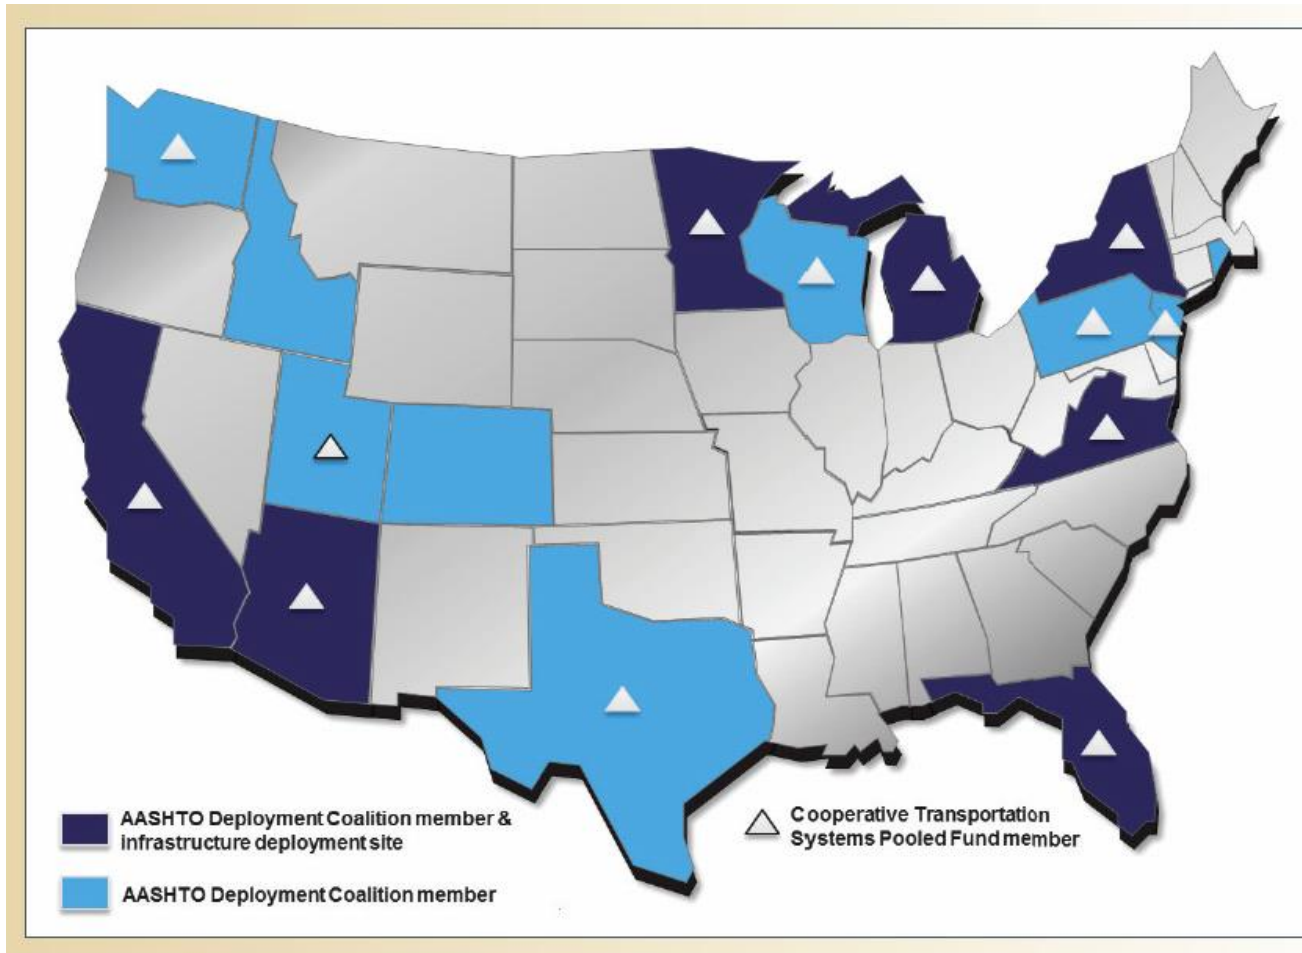 AASHTO Deployment Coalition member &
infrastructure deployment site
AASHTO Deployment Coalition member
Cooperative Transportation
Systems Pooled Fund member